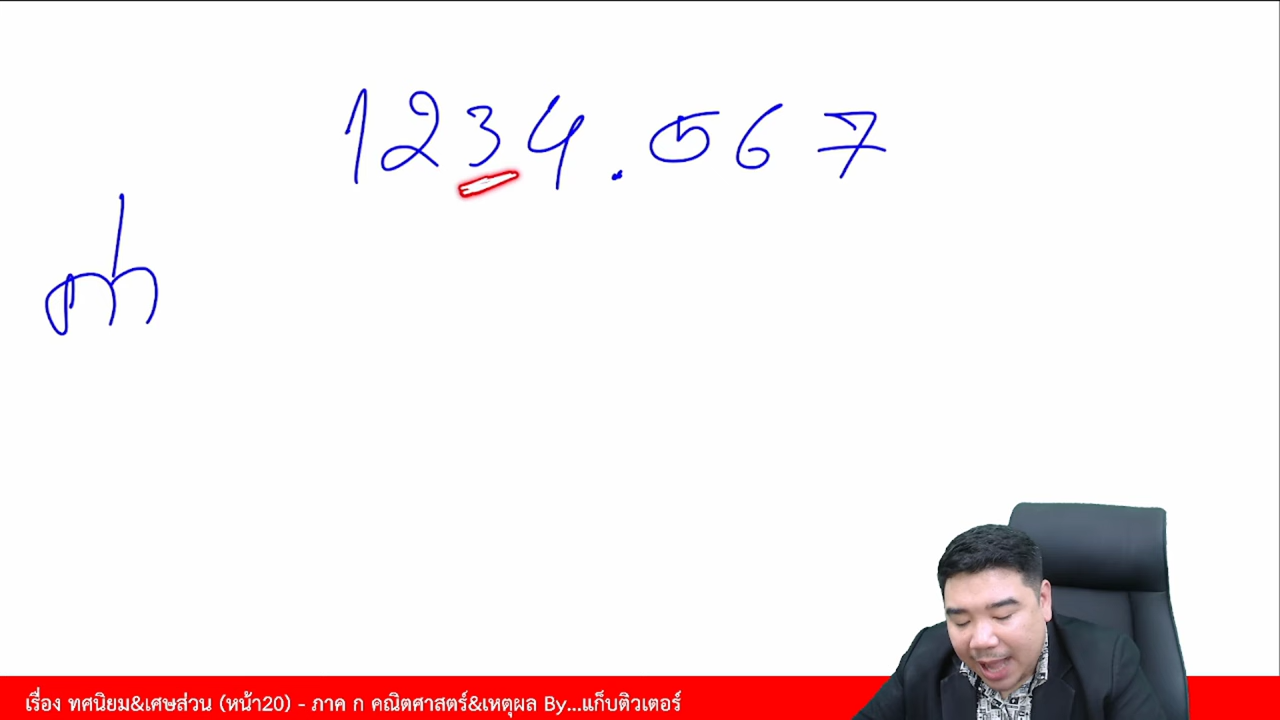 1234.567
ค่า
เรื่อง ทศนิยม&เศษส่วน (หน้า20) - ภาค ก คณิตศาสตร์&เหตุผล By...แก็บติวเตอร์